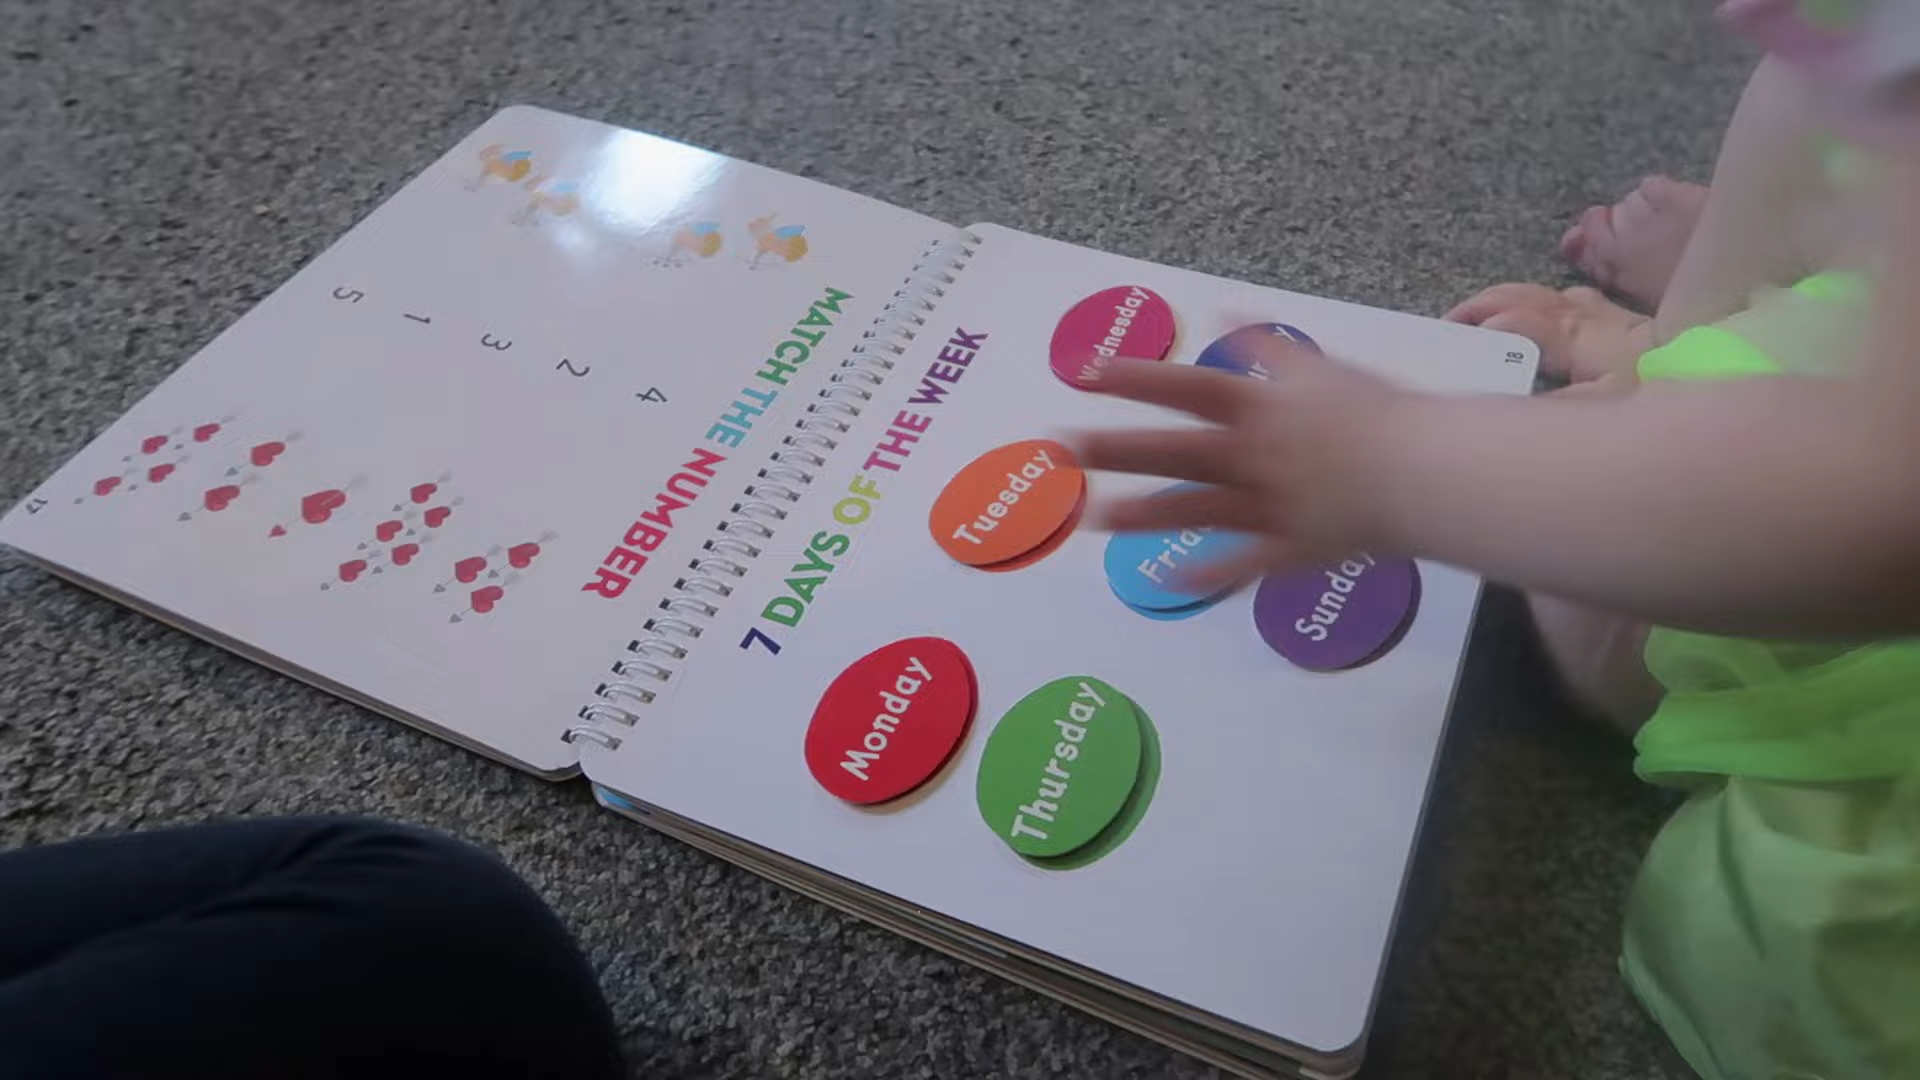 MATCH THE NUMBER
5
1
3
2
4
17
7 DAYS OF THE WEEK
Monday
Tuesday
Wednesday
Thursday
Sunday
18